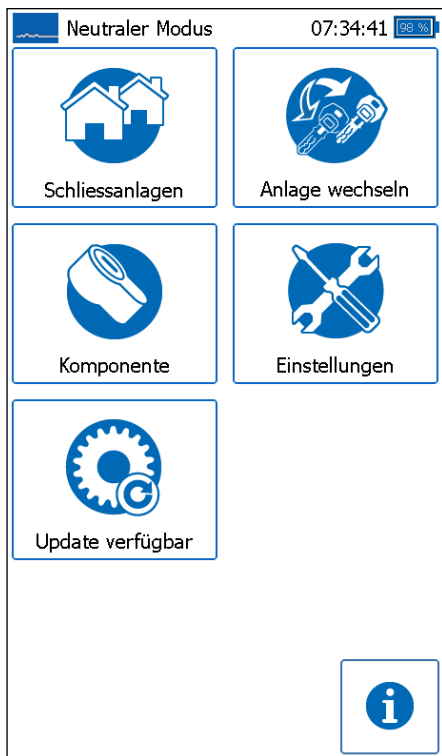 Neutraler Modus 07:34:41 98 %
Schliessanlagen Anlage wechseln
Komponente Einstellungen
Update verfügbar